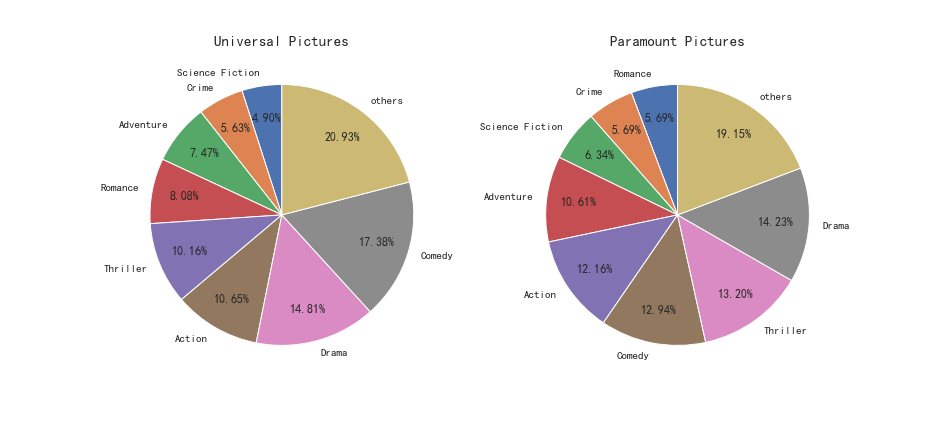 Universal Pictures
Science Fiction
4.90%
Crime
5.63%
Adventure
7.47%
Romance
8.08%
Thriller
10.16%
Action
10.65%
Drama
14.81%
Comedy
17.38%
others
20.93%
Paramount Pictures
Romance
5.69%
Crime
5.69%
Science Fiction
6.34%
Adventure
10.61%
Action
12.16%
Comedy
12.94%
Thriller
13.20%
Drama
14.23%
others
19.15%